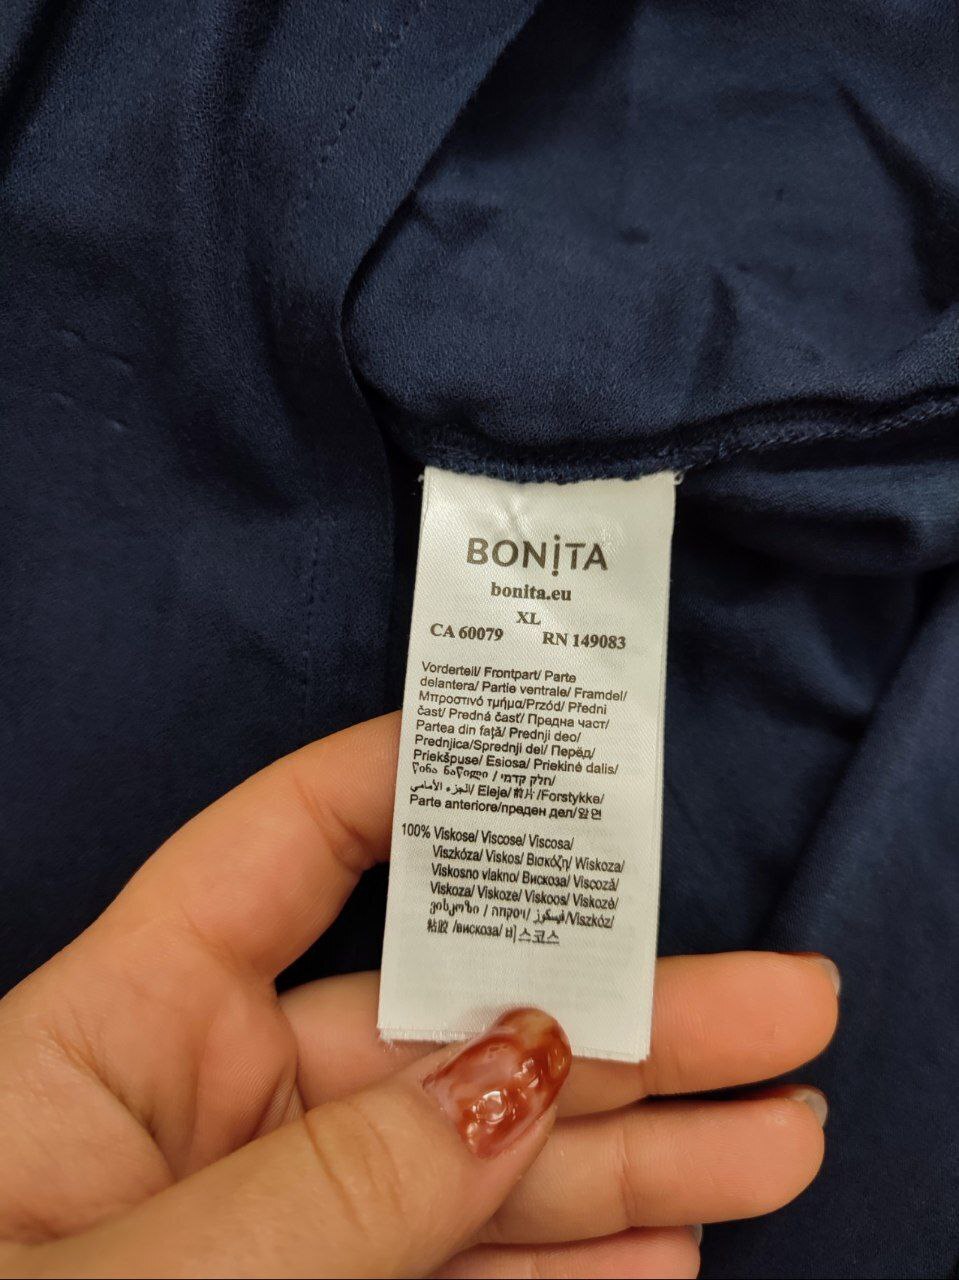 BONiTA
bonita.eu
XL
CA 60079 RN 149083
Vorderteil/ Frontpart/ Parte
delantera/ Partie ventrale/ Framdel/
Μπροστινό τμήμα/Przód/ Přední
část/ Predná časť/ Предна част/
Partea din faţă/ Prednji deo/
Prednjica/Sprednji del/ Перёд/
Priekšpuse/ Esiosa/ Priekinė dalis/
წინა ნაწილი / חלק קדמי/
الجزء الأمامي/ Eleje/ 前片 /Forstykke/
Parte anteriore/преден дел/앞면
100% Viskose/ Viscose/ Viscosa/
Viszkóza/ Viskos/ Βισκόζη/ Wiskoza/
Viskosno vlakno/ Вискоза/ Viscoză/
Viskoza/ Viskoze/ Viskoos/ Viskozė/
ვისკოზი / ויסקוזה / فيسكوز/Viszkóz/
粘胶 /вискоза/ 비스코스